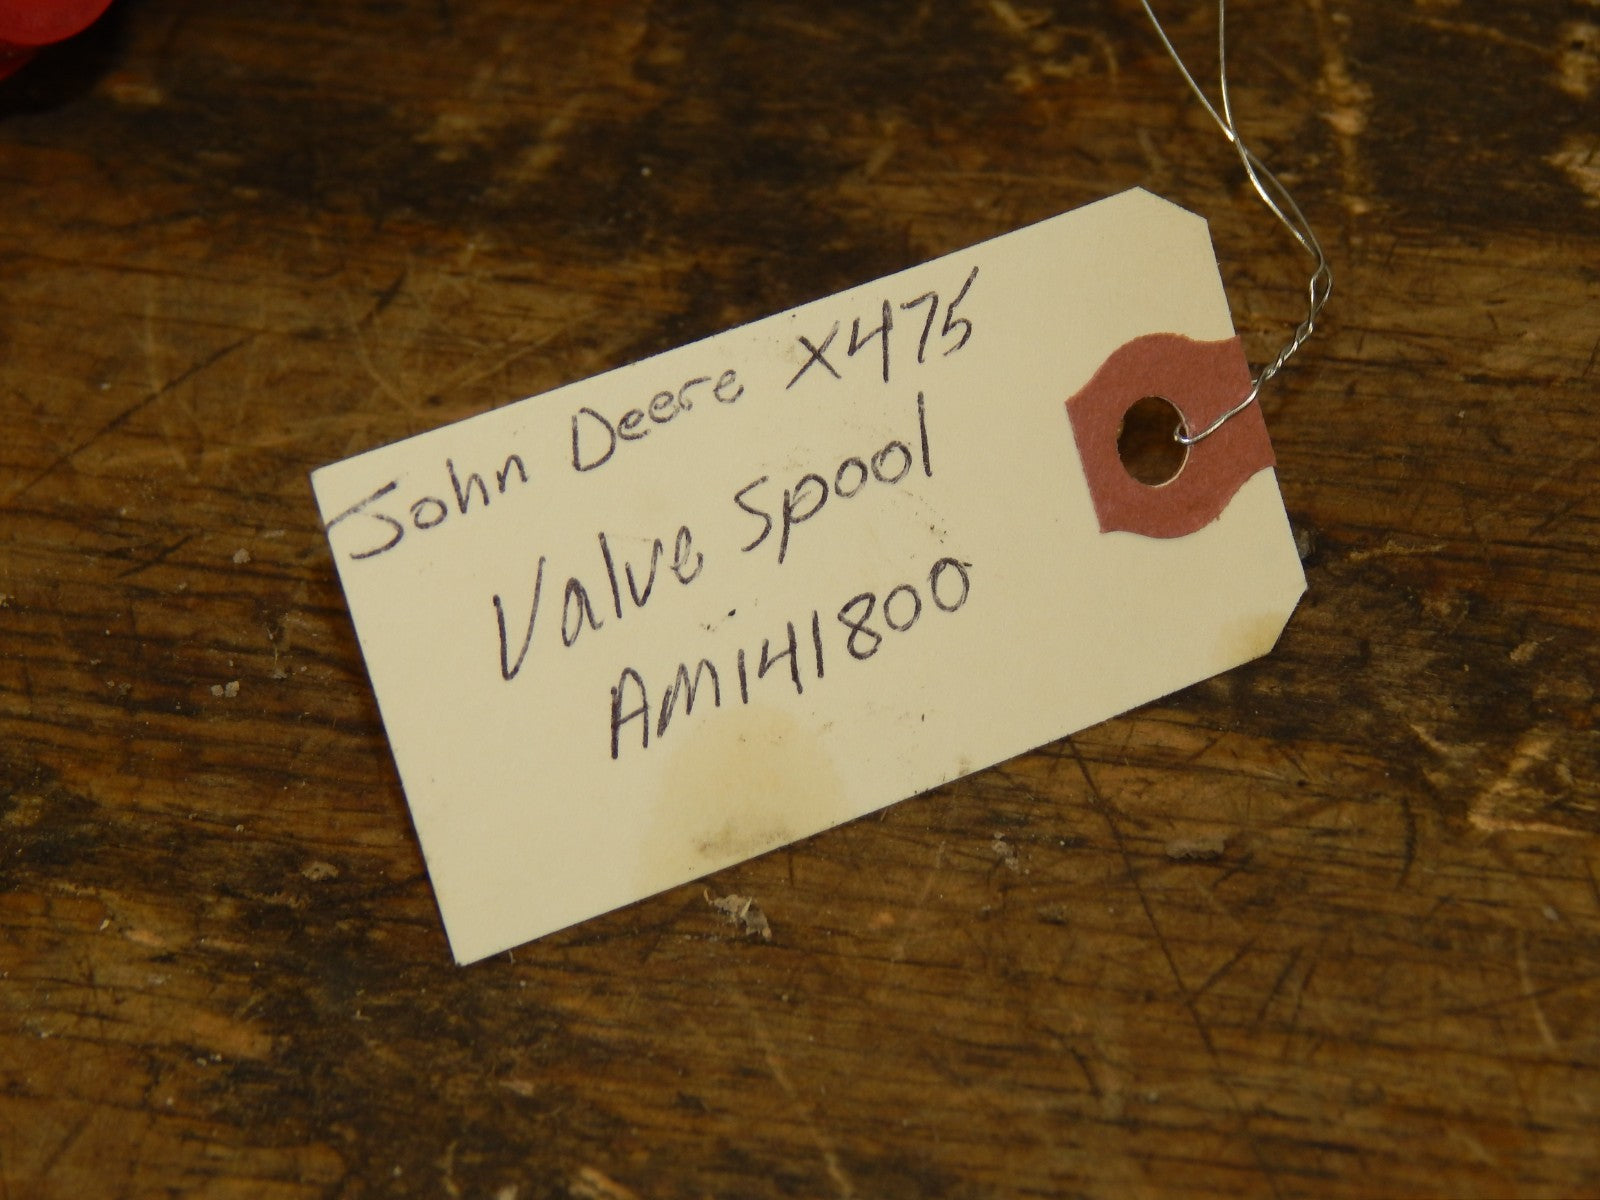 John Deere X475
Valve Spool
AM141800